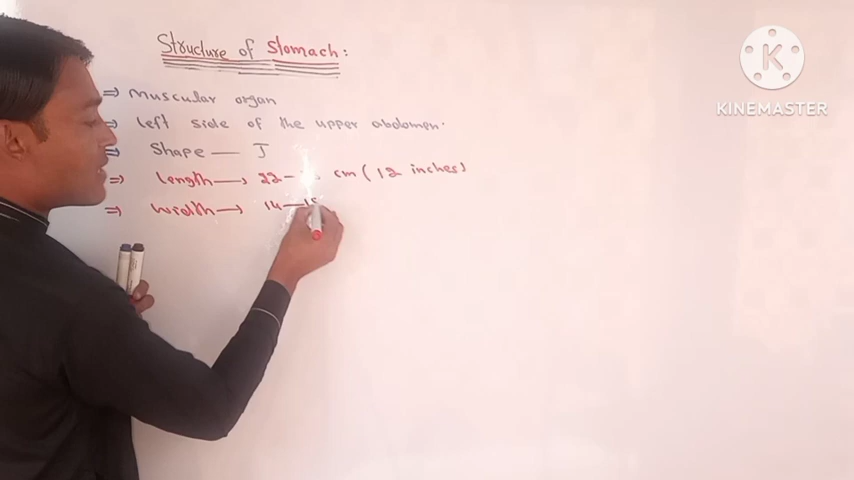 Structure of Stomach:
⇒ Muscular organ
⇒ left side of the upper abdomen.
⇒ Shape — J
⇒ length → 22- cm (12 inches)
⇒ width → 14—15
K
KINEMASTER